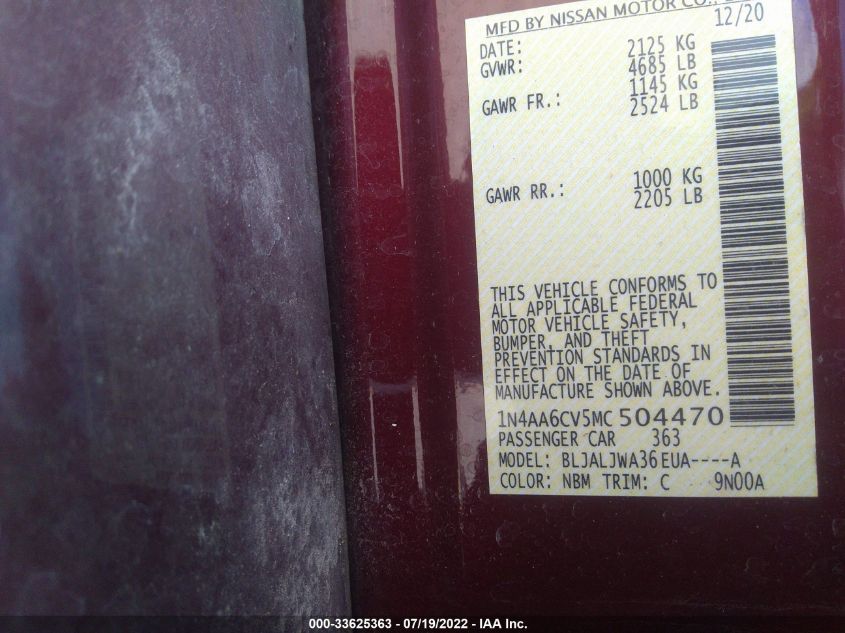 MFD BY NISSAN MOTOR CO.,
DATE: 12/20
GVWR: 2125 KG
4685 LB
GAWR FR.: 1145 KG
2524 LB
GAWR RR.: 1000 KG
2205 LB
THIS VEHICLE CONFORMS TO
ALL APPLICABLE FEDERAL
MOTOR VEHICLE SAFETY,
BUMPER, AND THEFT
PREVENTION STANDARDS IN
EFFECT ON THE DATE OF
MANUFACTURE SHOWN ABOVE.
1N4AA6CV5MC504470
PASSENGER CAR 363
MODEL: BLJALJWA36EUA----A
COLOR: NBM TRIM: C 9N00A
000-33625363 - 07/19/2022 - IAA Inc.